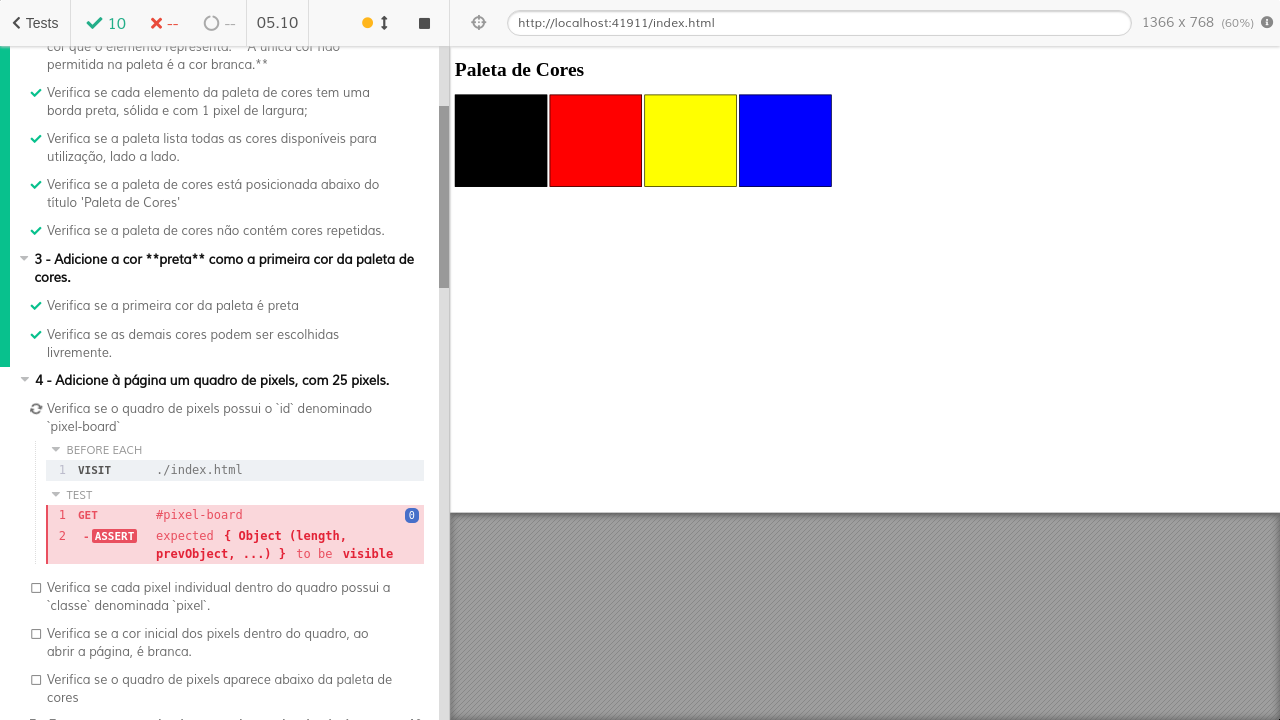 Tests
10
--
--
05.10
http://localhost:41911/index.html
1366 x 768 (60%)
cor que o elemento representa. **A única cor não
permitida na paleta é a cor branca.**
Verifica se cada elemento da paleta de cores tem uma
borda preta, sólida e com 1 pixel de largura;
Verifica se a paleta lista todas as cores disponíveis para
utilização, lado a lado.
Verifica se a paleta de cores está posicionada abaixo do
título 'Paleta de Cores'
Verifica se a paleta de cores não contém cores repetidas.
3 - Adicione a cor **preta** como a primeira cor da paleta de
cores.
Verifica se a primeira cor da paleta é preta
Verifica se as demais cores podem ser escolhidas
livremente.
4 - Adicione à página um quadro de pixels, com 25 pixels.
Verifica se o quadro de pixels possui o `id` denominado
`pixel-board`
BEFORE EACH
1 VISIT ./index.html
TEST
1 GET #pixel-board 0
2 -ASSERT expected { Object (length,
prevObject, ...) } to be visible
Verifica se cada pixel individual dentro do quadro possui a
`classe` denominada `pixel`.
Verifica se a cor inicial dos pixels dentro do quadro, ao
abrir a página, é branca.
Verifica se o quadro de pixels aparece abaixo da paleta de
cores
Paleta de Cores